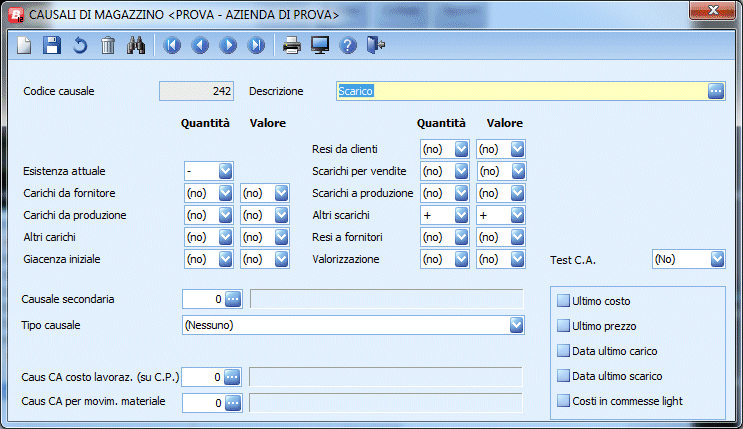 CAUSALI DI MAGAZZINO <PROVA - AZIENDA DI PROVA>
Codice causale 242 Descrizione Scarico
Quantità Valore Quantità Valore
Resi da clienti (no) (no)
Esistenza attuale - Scarichi per vendite (no) (no)
Carichi da fornitore (no) (no) Scarichi a produzione (no) (no)
Carichi da produzione (no) (no) Altri scarichi + +
Altri carichi (no) (no) Resi a fornitori (no) (no)
Giacenza iniziale (no) (no) Valorizzazione (no) (no) Test C.A. (No)
Causale secondaria 0
Tipo causale (Nessuno)
Caus CA costo lavoraz. (su C.P.) 0
Caus CA per movim. materiale 0
Ultimo costo
Ultimo prezzo
Data ultimo carico
Data ultimo scarico
Costi in commesse light